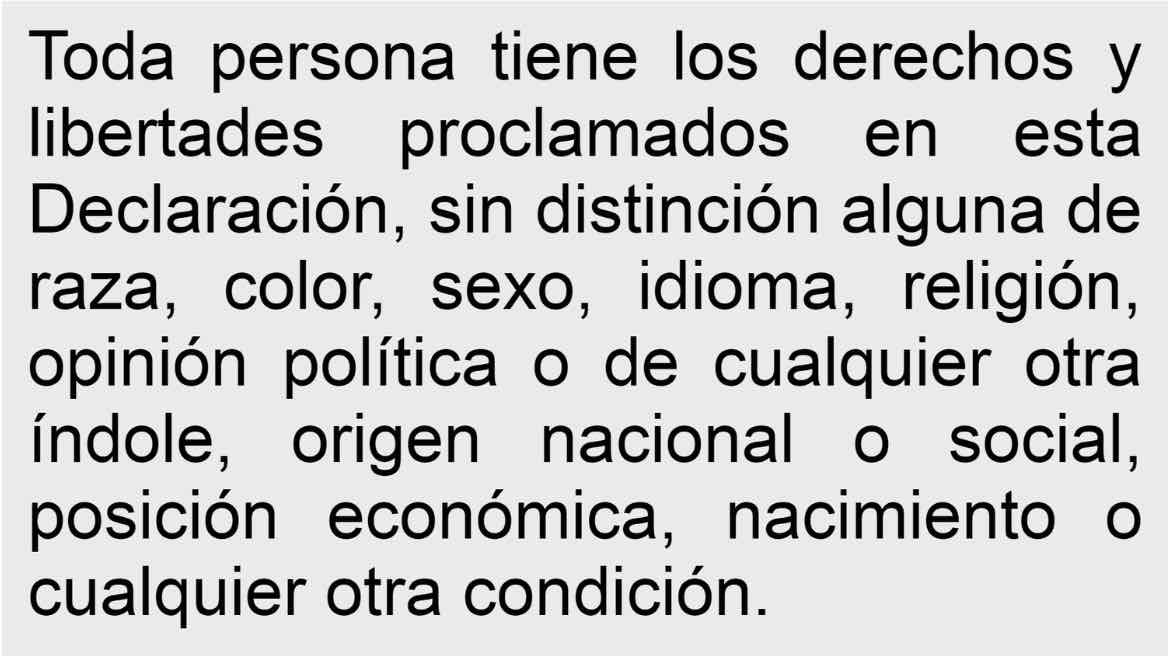 Toda persona tiene los derechos y
libertades proclamados en esta
Declaración, sin distinción alguna de
raza, color, sexo, idioma, religión,
opinión política o de cualquier otra
índole, origen nacional o social,
posición económica, nacimiento o
cualquier otra condición.